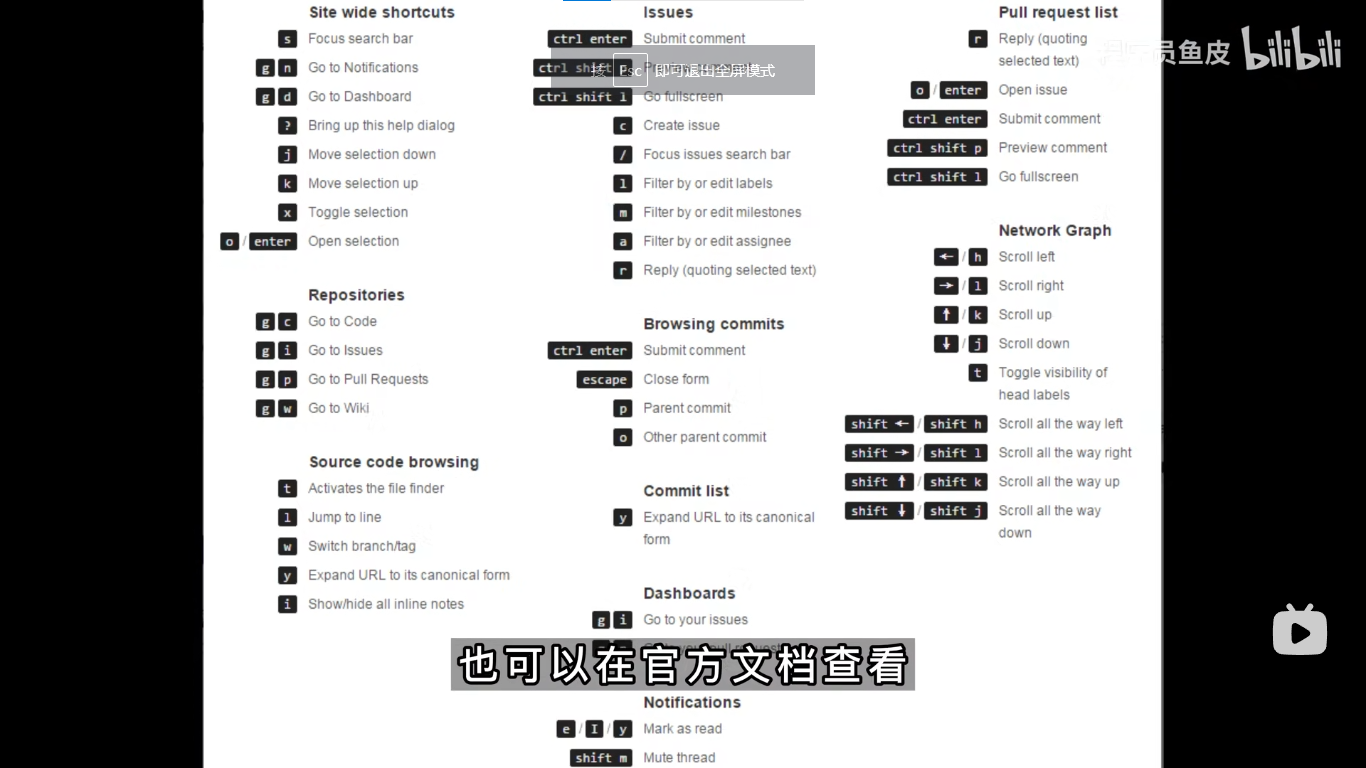 Site wide shortcuts
s Focus search bar
g n Go to Notifications
g d Go to Dashboard
? Bring up this help dialog
j Move selection down
k Move selection up
x Toggle selection
o / enter Open selection
Repositories
g c Go to Code
g i Go to Issues
g p Go to Pull Requests
g w Go to Wiki
Source code browsing
t Activates the file finder
l Jump to line
w Switch branch/tag
y Expand URL to its canonical form
i Show/hide all inline notes
Issues
ctrl enter Submit comment
ctrl shift p
按 Esc 即可退出全屏模式
ctrl shift l Go fullscreen
c Create issue
/ Focus issues search bar
l Filter by or edit labels
m Filter by or edit milestones
a Filter by or edit assignee
r Reply (quoting selected text)
Browsing commits
ctrl enter Submit comment
escape Close form
p Parent commit
o Other parent commit
Commit list
y Expand URL to its canonical
form
Dashboards
g i Go to your issues
也可以在官方文档查看
Notifications
e / I / y Mark as read
shift m Mute thread
Pull request list
r Reply (quoting
selected text)
o / enter Open issue
ctrl enter Submit comment
ctrl shift p Preview comment
ctrl shift l Go fullscreen
Network Graph
← / h Scroll left
→ / l Scroll right
↑ / k Scroll up
↓ / j Scroll down
t Toggle visibility of
head labels
shift ← / shift h Scroll all the way left
shift → / shift l Scroll all the way right
shift ↑ / shift k Scroll all the way up
shift ↓ / shift j Scroll all the way
down
程序员鱼皮 bilibili